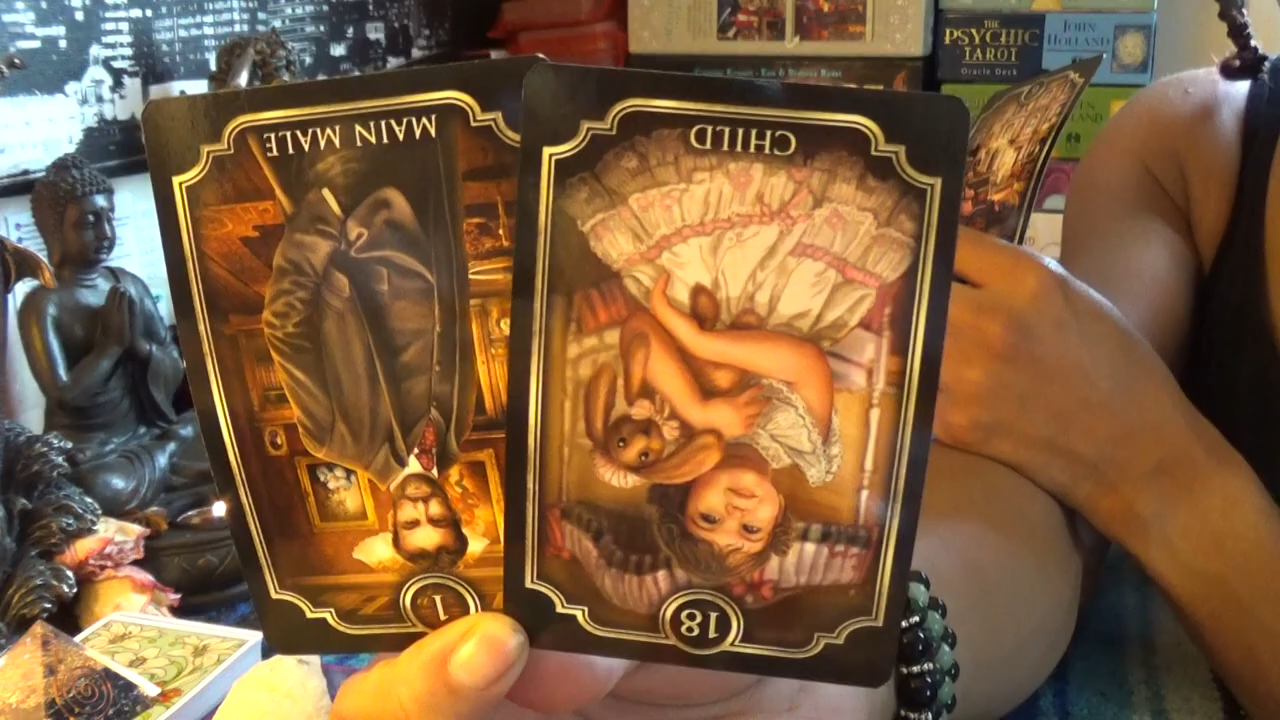 MAIN MALE
1
CHILD
18
THE
PSYCHIC
TAROT
Oracle Deck
JOHN
HOLLAND